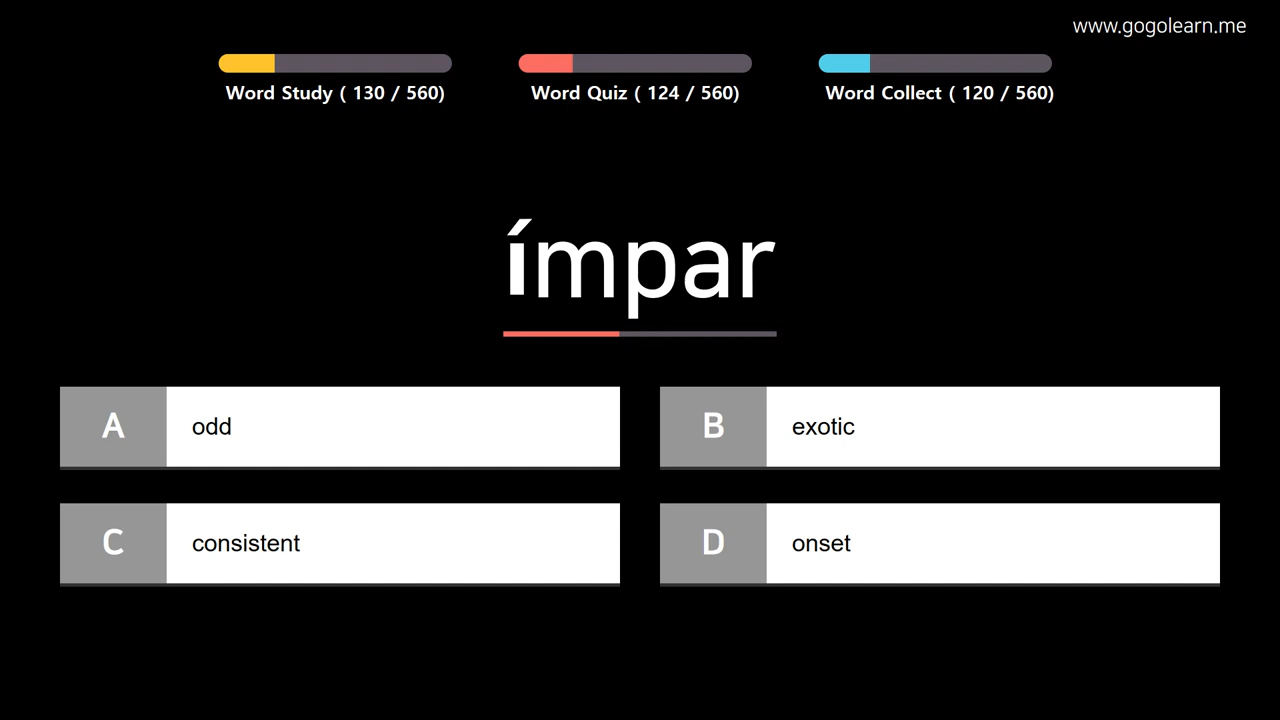 www.gogolearn.me
Word Study ( 130 / 560)
Word Quiz ( 124 / 560)
Word Collect ( 120 / 560)
ímpar
A odd
B exotic
C consistent
D onset